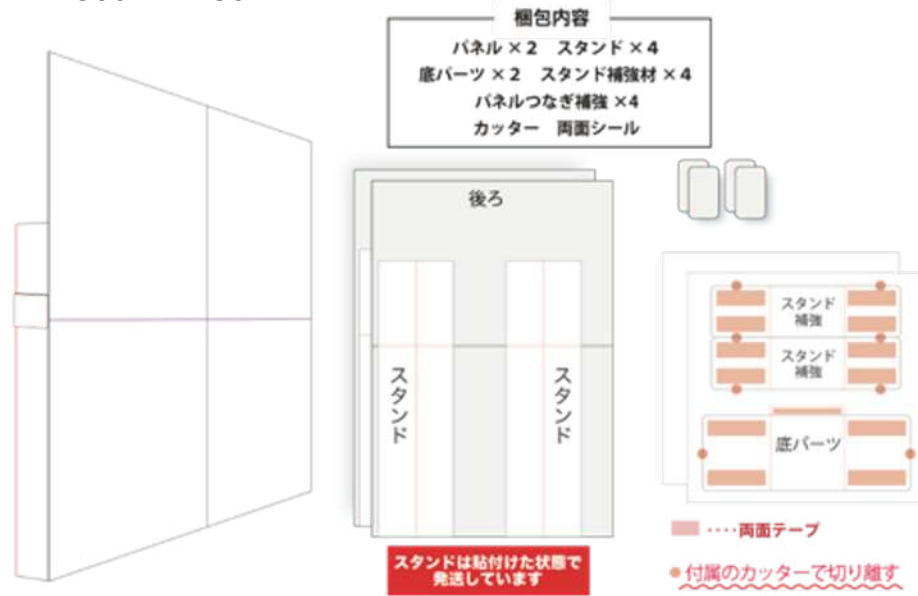 梱包内容
パネル×2 スタンド×4
底パーツ×2 スタンド補強材×4
パネルつなぎ補強×4
カッター 両面シール
後ろ
スタンド
スタンド
スタンドは貼付けた状態で
発送しています
スタンド
補強
スタンド
補強
底パーツ
‥‥両面テープ
付属のカッターで切り離す